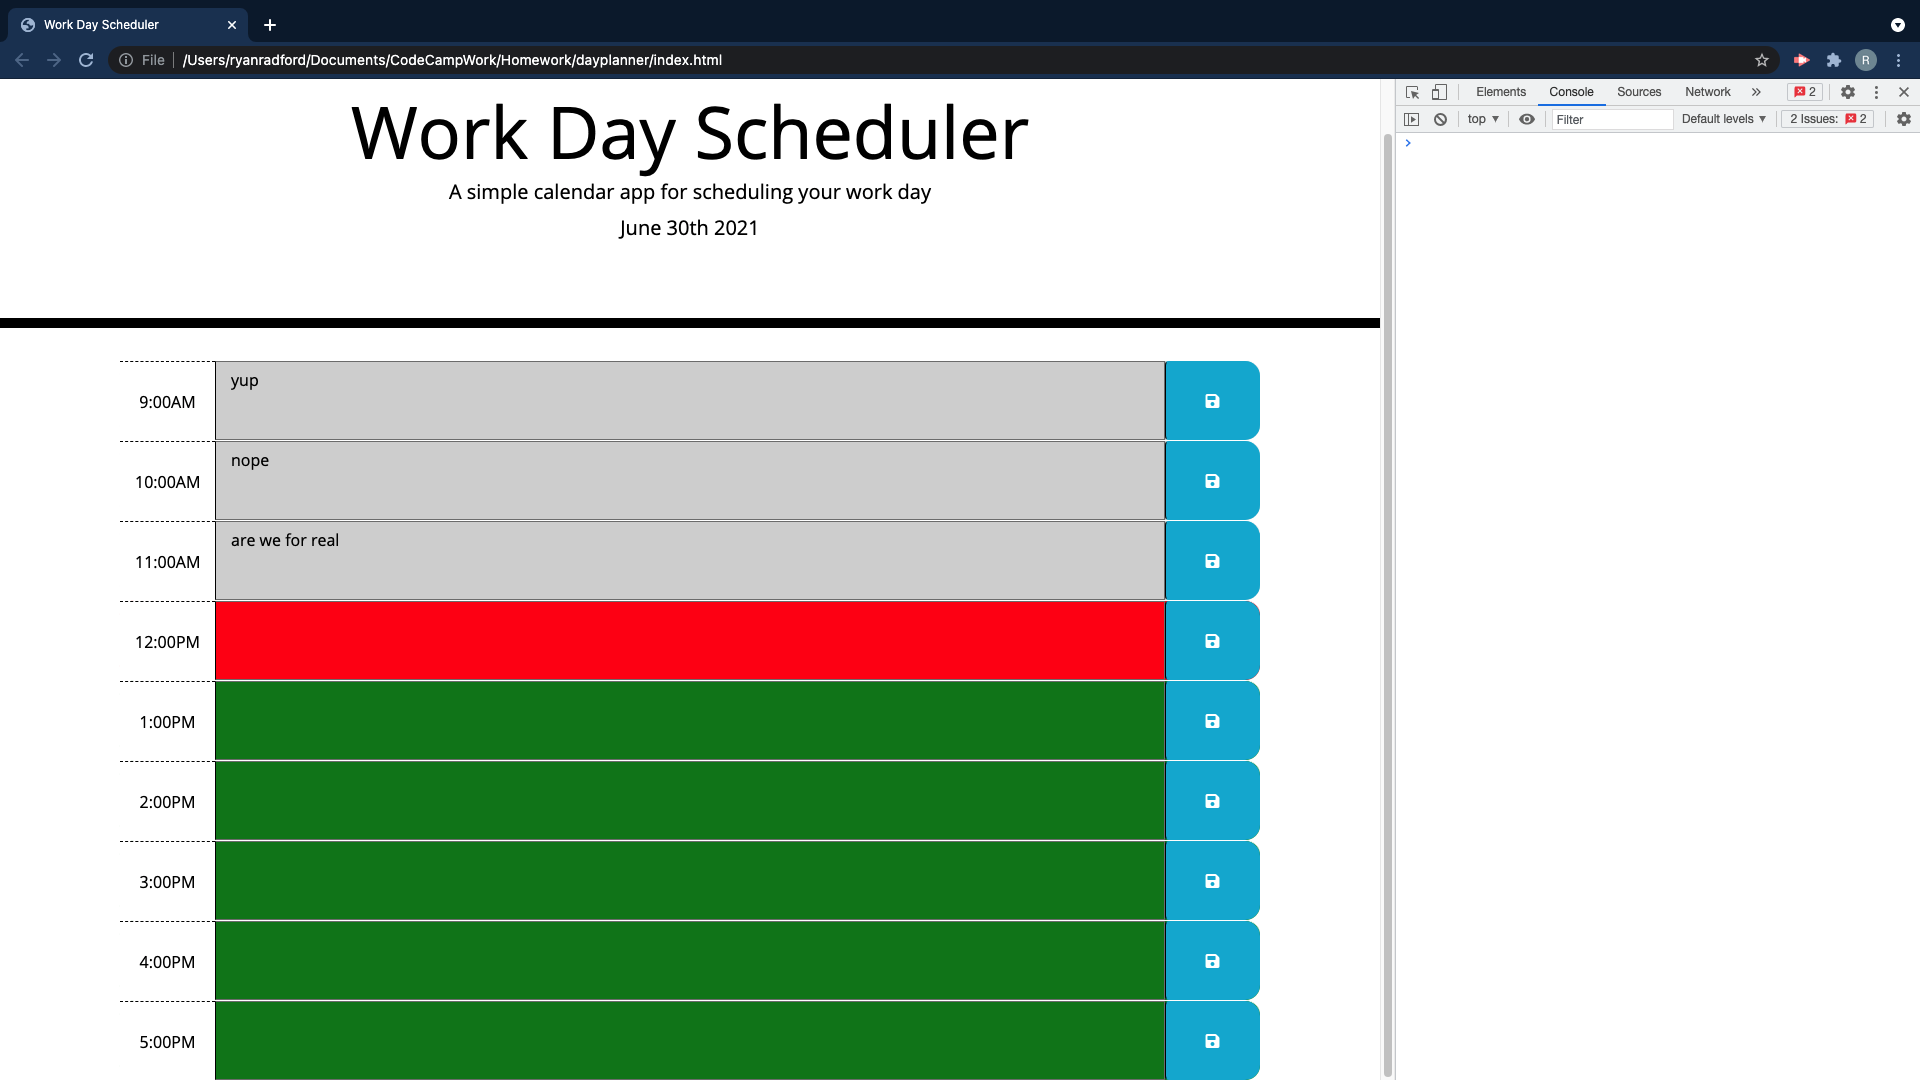 Work Day Scheduler
File /Users/ryanradford/Documents/CodeCampWork/Homework/dayplanner/index.html
R
Elements Console Sources Network 2
top Filter Default levels 2 Issues: 2
Work Day Scheduler
A simple calendar app for scheduling your work day
June 30th 2021
9:00AM yup
10:00AM nope
11:00AM are we for real
12:00PM
1:00PM
2:00PM
3:00PM
4:00PM
5:00PM